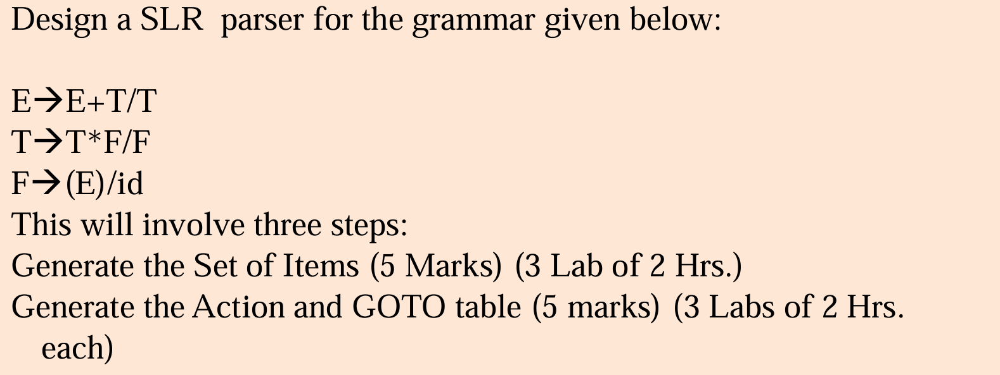 Design a SLR  parser for the grammar given below:
E→E+T/T
T→T*F/F
F→(E)/id
This will involve three steps:
Generate the Set of Items (5 Marks) (3 Lab of 2 Hrs.)
Generate the Action and GOTO table (5 marks) (3 Labs of 2 Hrs.
each)